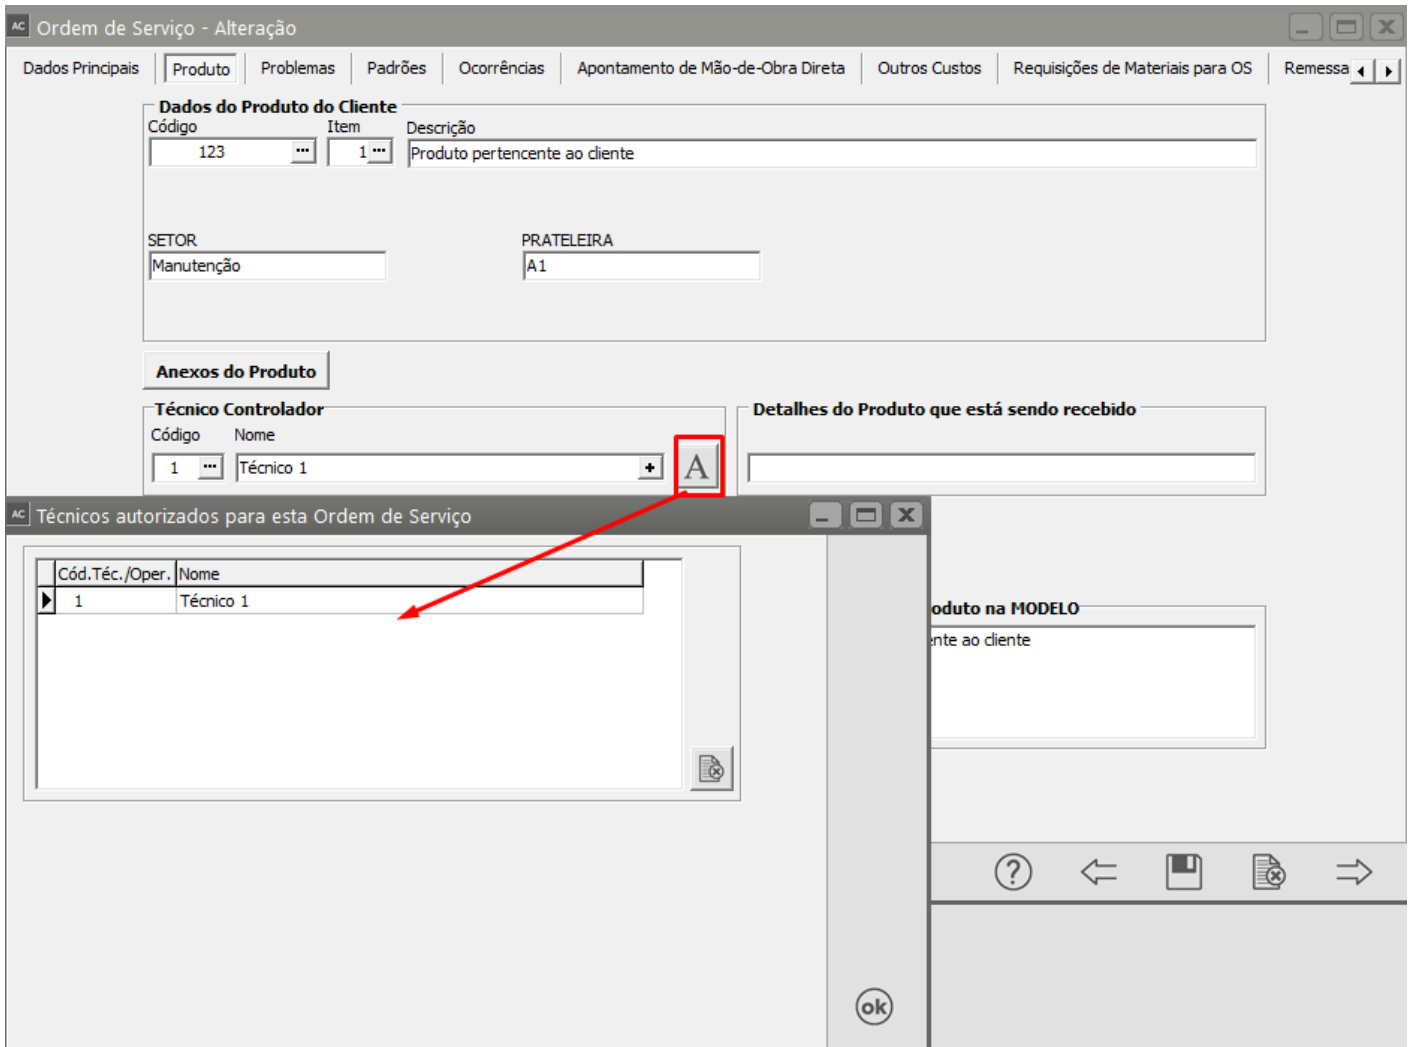 AC Ordem de Serviço - Alteração
Dados Principais Produto Problemas Padrões Ocorrências Apontamento de Mão-de-Obra Direta Outros Custos Requisições de Materiais para OS Remessa
Dados do Produto do Cliente
Código Item Descrição
123 ... 1 ... Produto pertencente ao cliente
SETOR PRATELEIRA
Manutenção A1
Anexos do Produto
Técnico Controlador Detalhes do Produto que está sendo recebido
Código Nome
1 ... Técnico 1 + A
AC Técnicos autorizados para esta Ordem de Serviço
Cód.Téc./Oper. Nome
1 Técnico 1
oduto na MODELO
ente ao cliente
?
ok